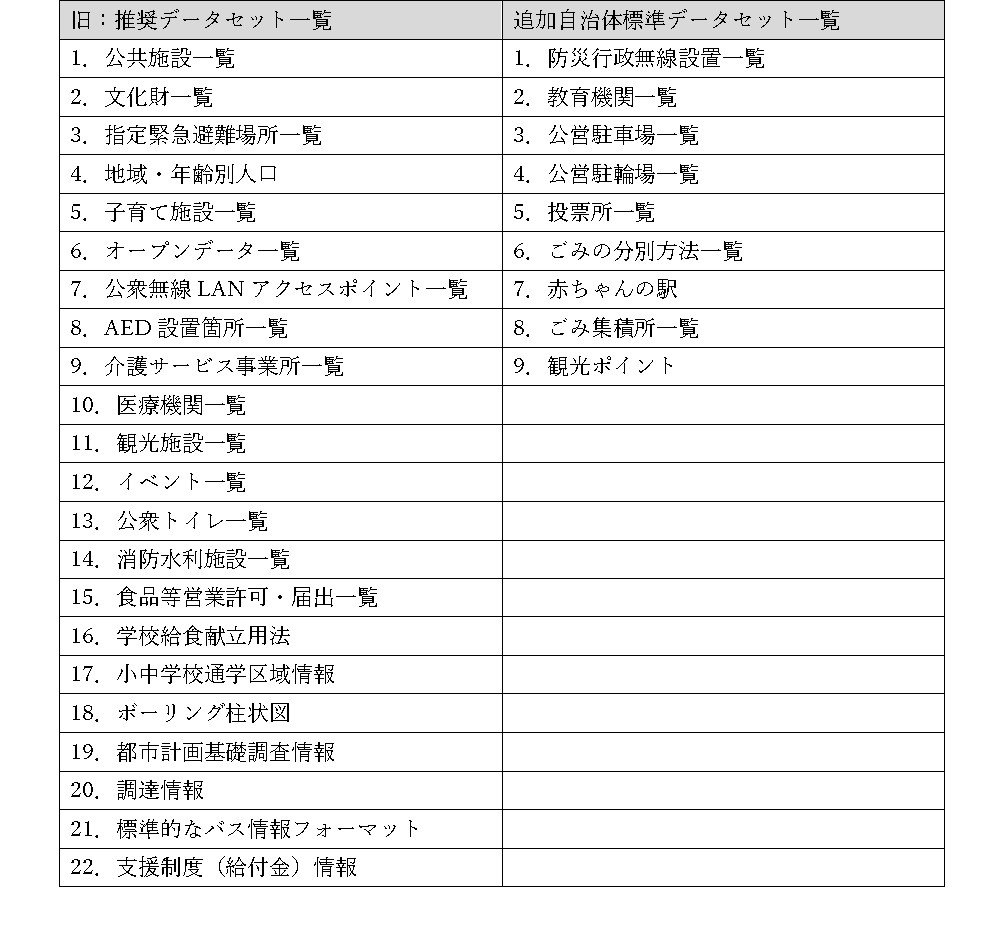 旧：推奨データセット一覧 追加自治体標準データセット一覧
1．公共施設一覧 1．防災行政無線設置一覧
2．文化財一覧 2．教育機関一覧
3．指定緊急避難場所一覧 3．公営駐車場一覧
4．地域・年齢別人口 4．公営駐輪場一覧
5．子育て施設一覧 5．投票所一覧
6．オープンデータ一覧 6．ごみの分別方法一覧
7．公衆無線 LAN アクセスポイント一覧 7．赤ちゃんの駅
8．AED 設置箇所一覧 8．ごみ集積所一覧
9．介護サービス事業所一覧 9．観光ポイント
10．医療機関一覧
11．観光施設一覧
12．イベント一覧
13．公衆トイレ一覧
14．消防水利施設一覧
15．食品等営業許可・届出一覧
16．学校給食献立用法
17．小中学校通学区域情報
18．ボーリング柱状図
19．都市計画基礎調査情報
20．調達情報
21．標準的なバス情報フォーマット
22．支援制度（給付金）情報